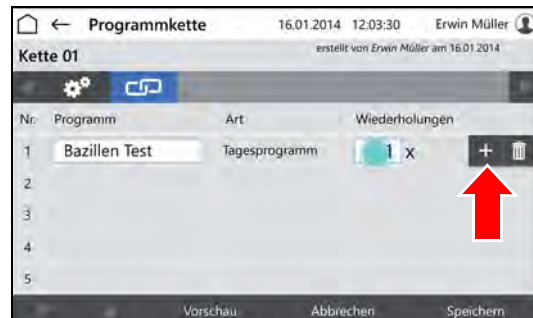 ← Programmkette 16.01.2014 12:03:30 Erwin Müller
Kette 01 erstellt von Erwin Müller am 16.01.2014
Nr. Programm Art Wiederholungen
1 Bazillen Test Tagesprogramm 1 x +
2
3
4
5
Vorschau Abbrechen Speichern